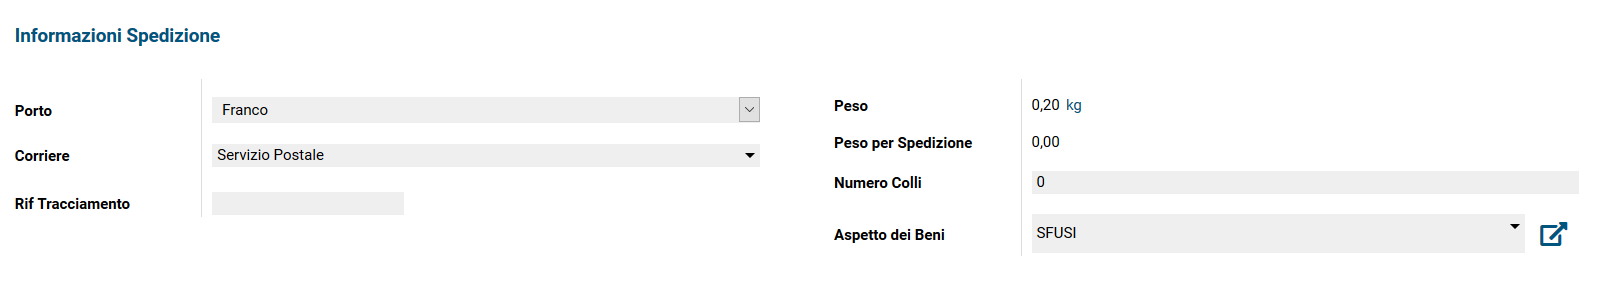 Informazioni Spedizione
Porto
Franco
Corriere
Servizio Postale
Rif Tracciamento
Peso
0,20 kg
Peso per Spedizione
0,00
Numero Colli
0
Aspetto dei Beni
SFUSI